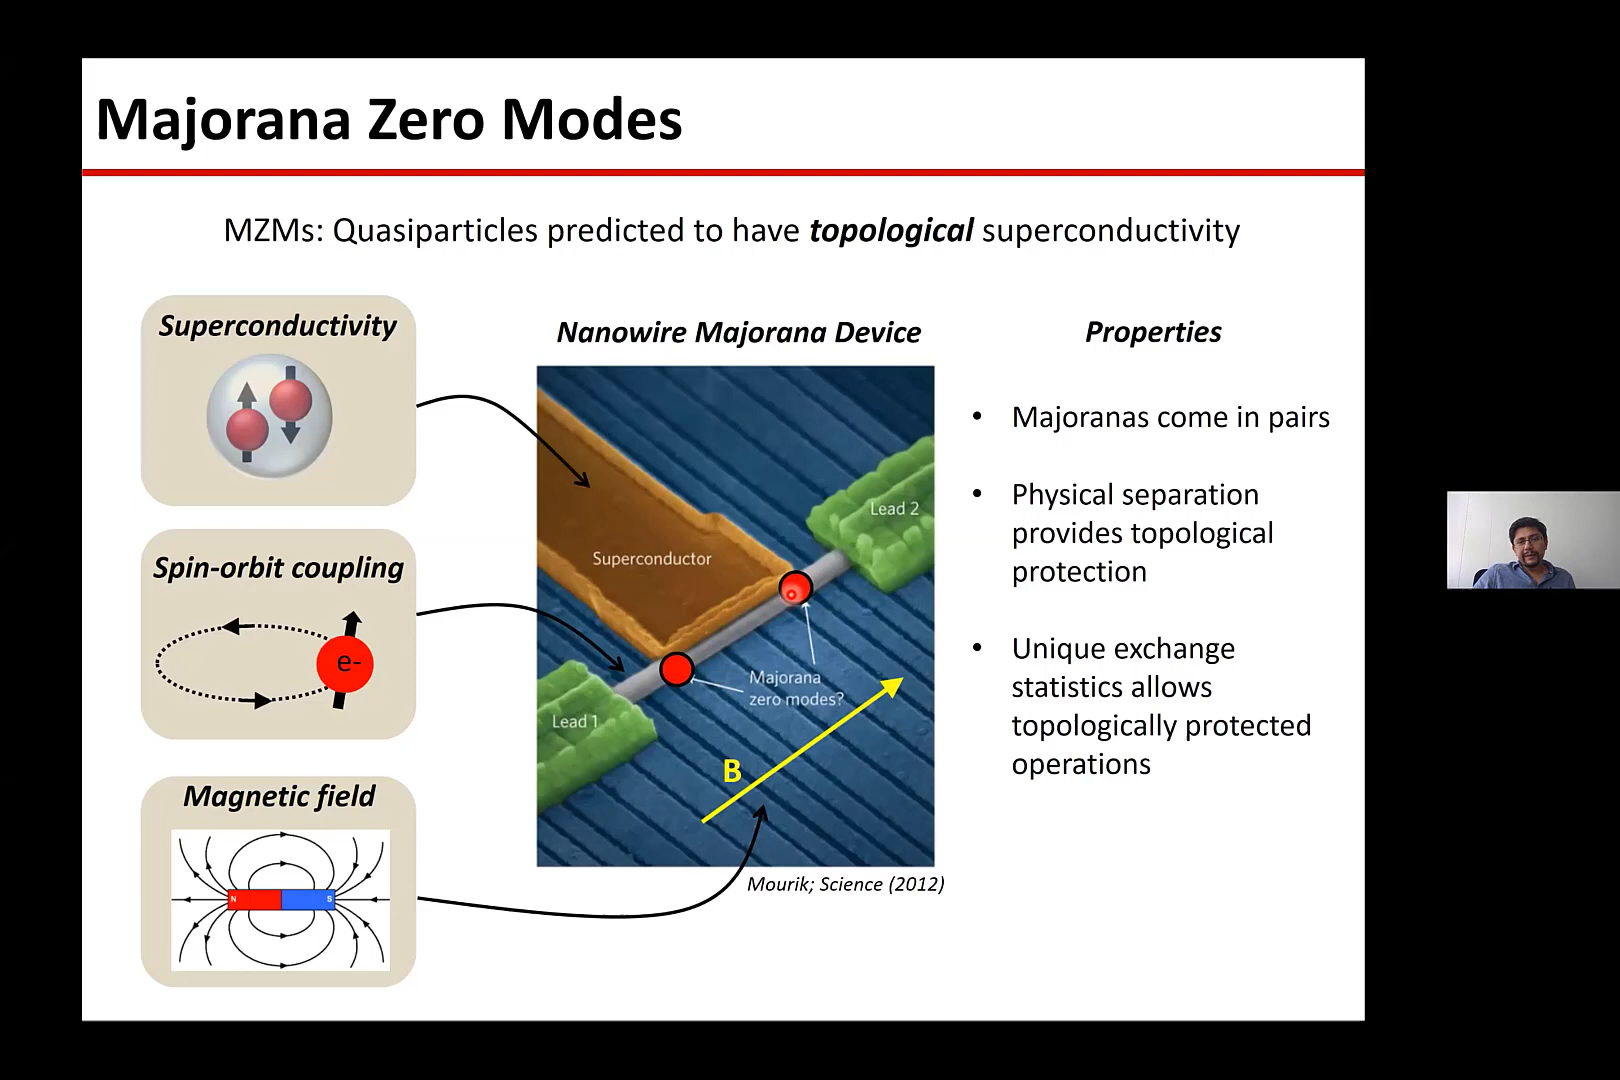 Majorana Zero Modes
MZMs: Quasiparticles predicted to have topological superconductivity
Superconductivity
Spin-orbit coupling
e-
Magnetic field
N
S
Nanowire Majorana Device
Lead 2
Superconductor
Majorana
zero modes?
Lead 1
B
Mourik; Science (2012)
Properties
• Majoranas come in pairs
• Physical separation
provides topological
protection
• Unique exchange
statistics allows
topologically protected
operations